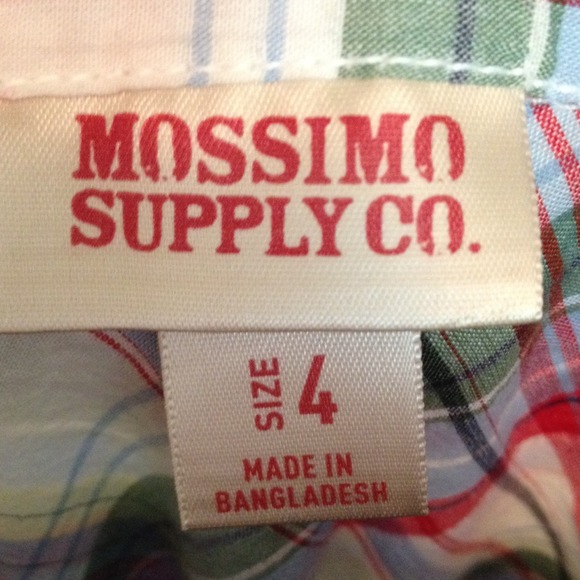 MOSSIMO
SUPPLY CO.
SIZE 4
MADE IN
BANGLADESH